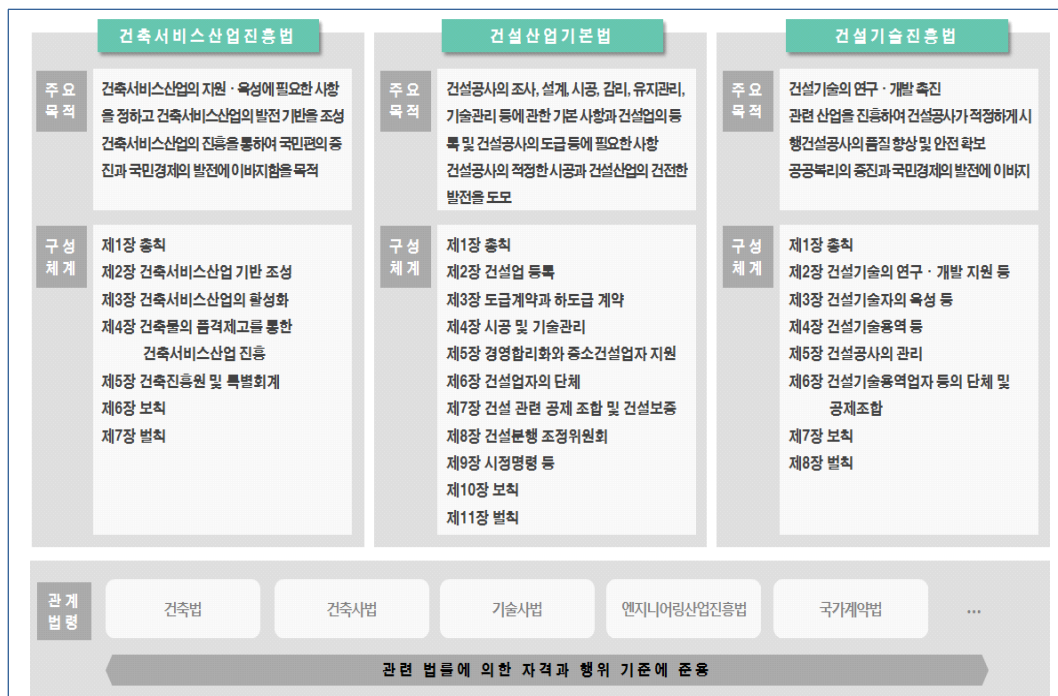 건축서비스산업진흥법
주요
목적
건축서비스산업의 지원 · 육성에 필요한 사항
을 정하고 건축서비스산업의 발전 기반을 조성
건축서비스산업의 진흥을 통하여 국민편의 증
진과 국민경제의 발전에 이바지함을 목적
구성
체계
제1장 총칙
제2장 건축서비스산업 기반 조성
제3장 건축서비스산업의 활성화
제4장 건축물의 품격제고를 통한
건축서비스산업 진흥
제5장 건축진흥원 및 특별회계
제6장 보칙
제7장 벌칙
건설산업기본법
건설공사의 조사, 설계, 시공, 감리, 유지관리,
기술관리 등에 관한 기본 사항과 건설업의 등
록 및 건설공사의 도급 등에 필요한 사항
건설공사의 적정한 시공과 건설산업의 건전한
발전을 도모
주요
목적
구성
체계
제1장 총칙
제2장 건설업 등록
제3장 도급계약과 하도급 계약
제4장 시공 및 기술관리
제5장 경영합리화와 중소건설업자 지원
제6장 건설업자의 단체
제7장 건설 관련 공제 조합 및 건설보증
제8장 건설분행 조정위원회
제9장 시정명령 등
제10장 보칙
제11장 벌칙
건설기술진흥법
주요
목적
건설기술의 연구 · 개발 촉진
관련 산업을 진흥하여 건설공사가 적정하게 시
행건설공사의 품질 향상 및 안전 확보
공공복리의 증진과 국민경제의 발전에 이바지
구성
체계
제1장 총칙
제2장 건설기술의 연구 · 개발 지원 등
제3장 건설기술자의 육성 등
제4장 건설기술용역 등
제5장 건설공사의 관리
제6장 건설기술용역업자 등의 단체 및
공제조합
제7장 보칙
제8장 벌칙
관계
법령
건축법
건축사법
기술사법
엔지니어링산업진흥법
국가계약법
...
관련 법률에 의한 자격과 행위 기준에 준용